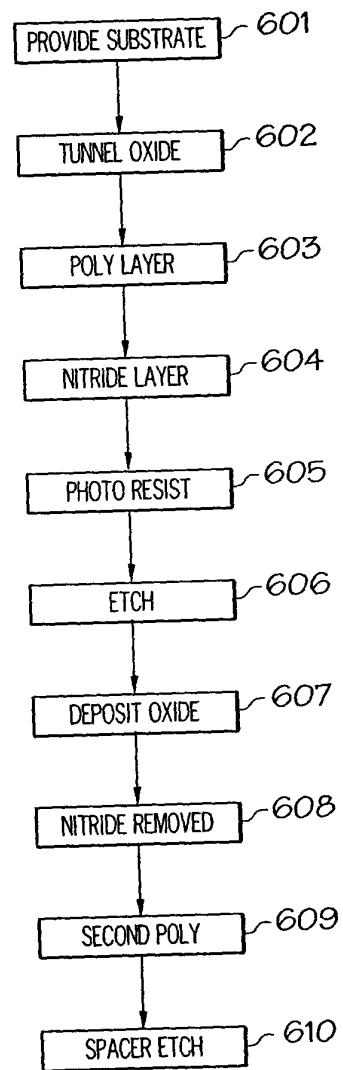 PROVIDE SUBSTRATE 601
TUNNEL OXIDE 602
POLY LAYER 603
NITRIDE LAYER 604
PHOTO RESIST 605
ETCH 606
DEPOSIT OXIDE 607
NITRIDE REMOVED 608
SECOND POLY 609
SPACER ETCH 610